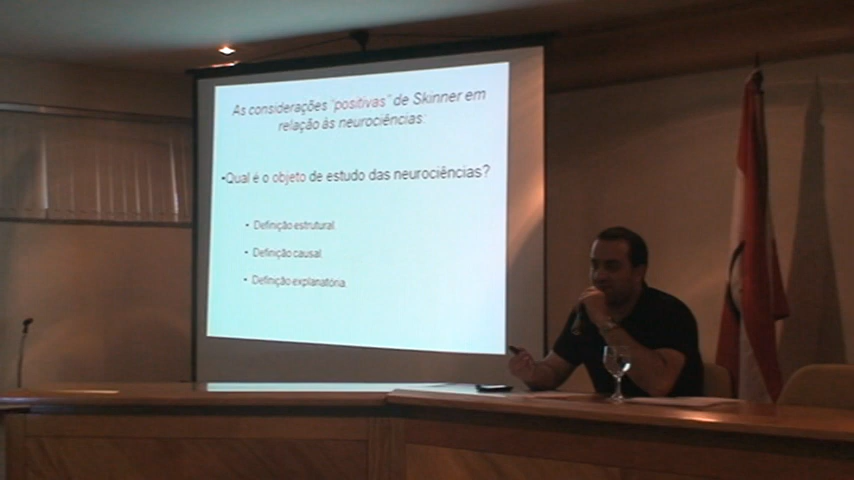 As considerações "positivas" de Skinner em
relação às neurociências:
•Qual é o objeto de estudo das neurociências?
• Definição estrutural.
• Definição causal.
• Definição explanatória.